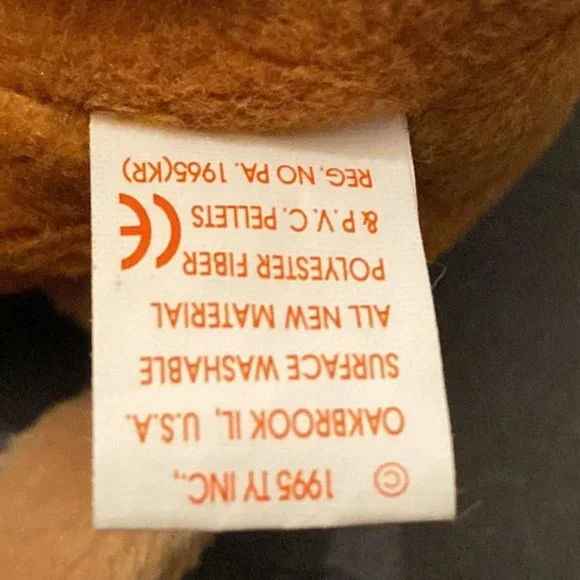 © 1995 TY INC.,
OAKBROOK IL, U.S.A.
SURFACE WASHABLE
ALL NEW MATERIAL
POLYESTER FIBER
& P.V.C. PELLETS CE
REG. NO PA. 1965(KR)